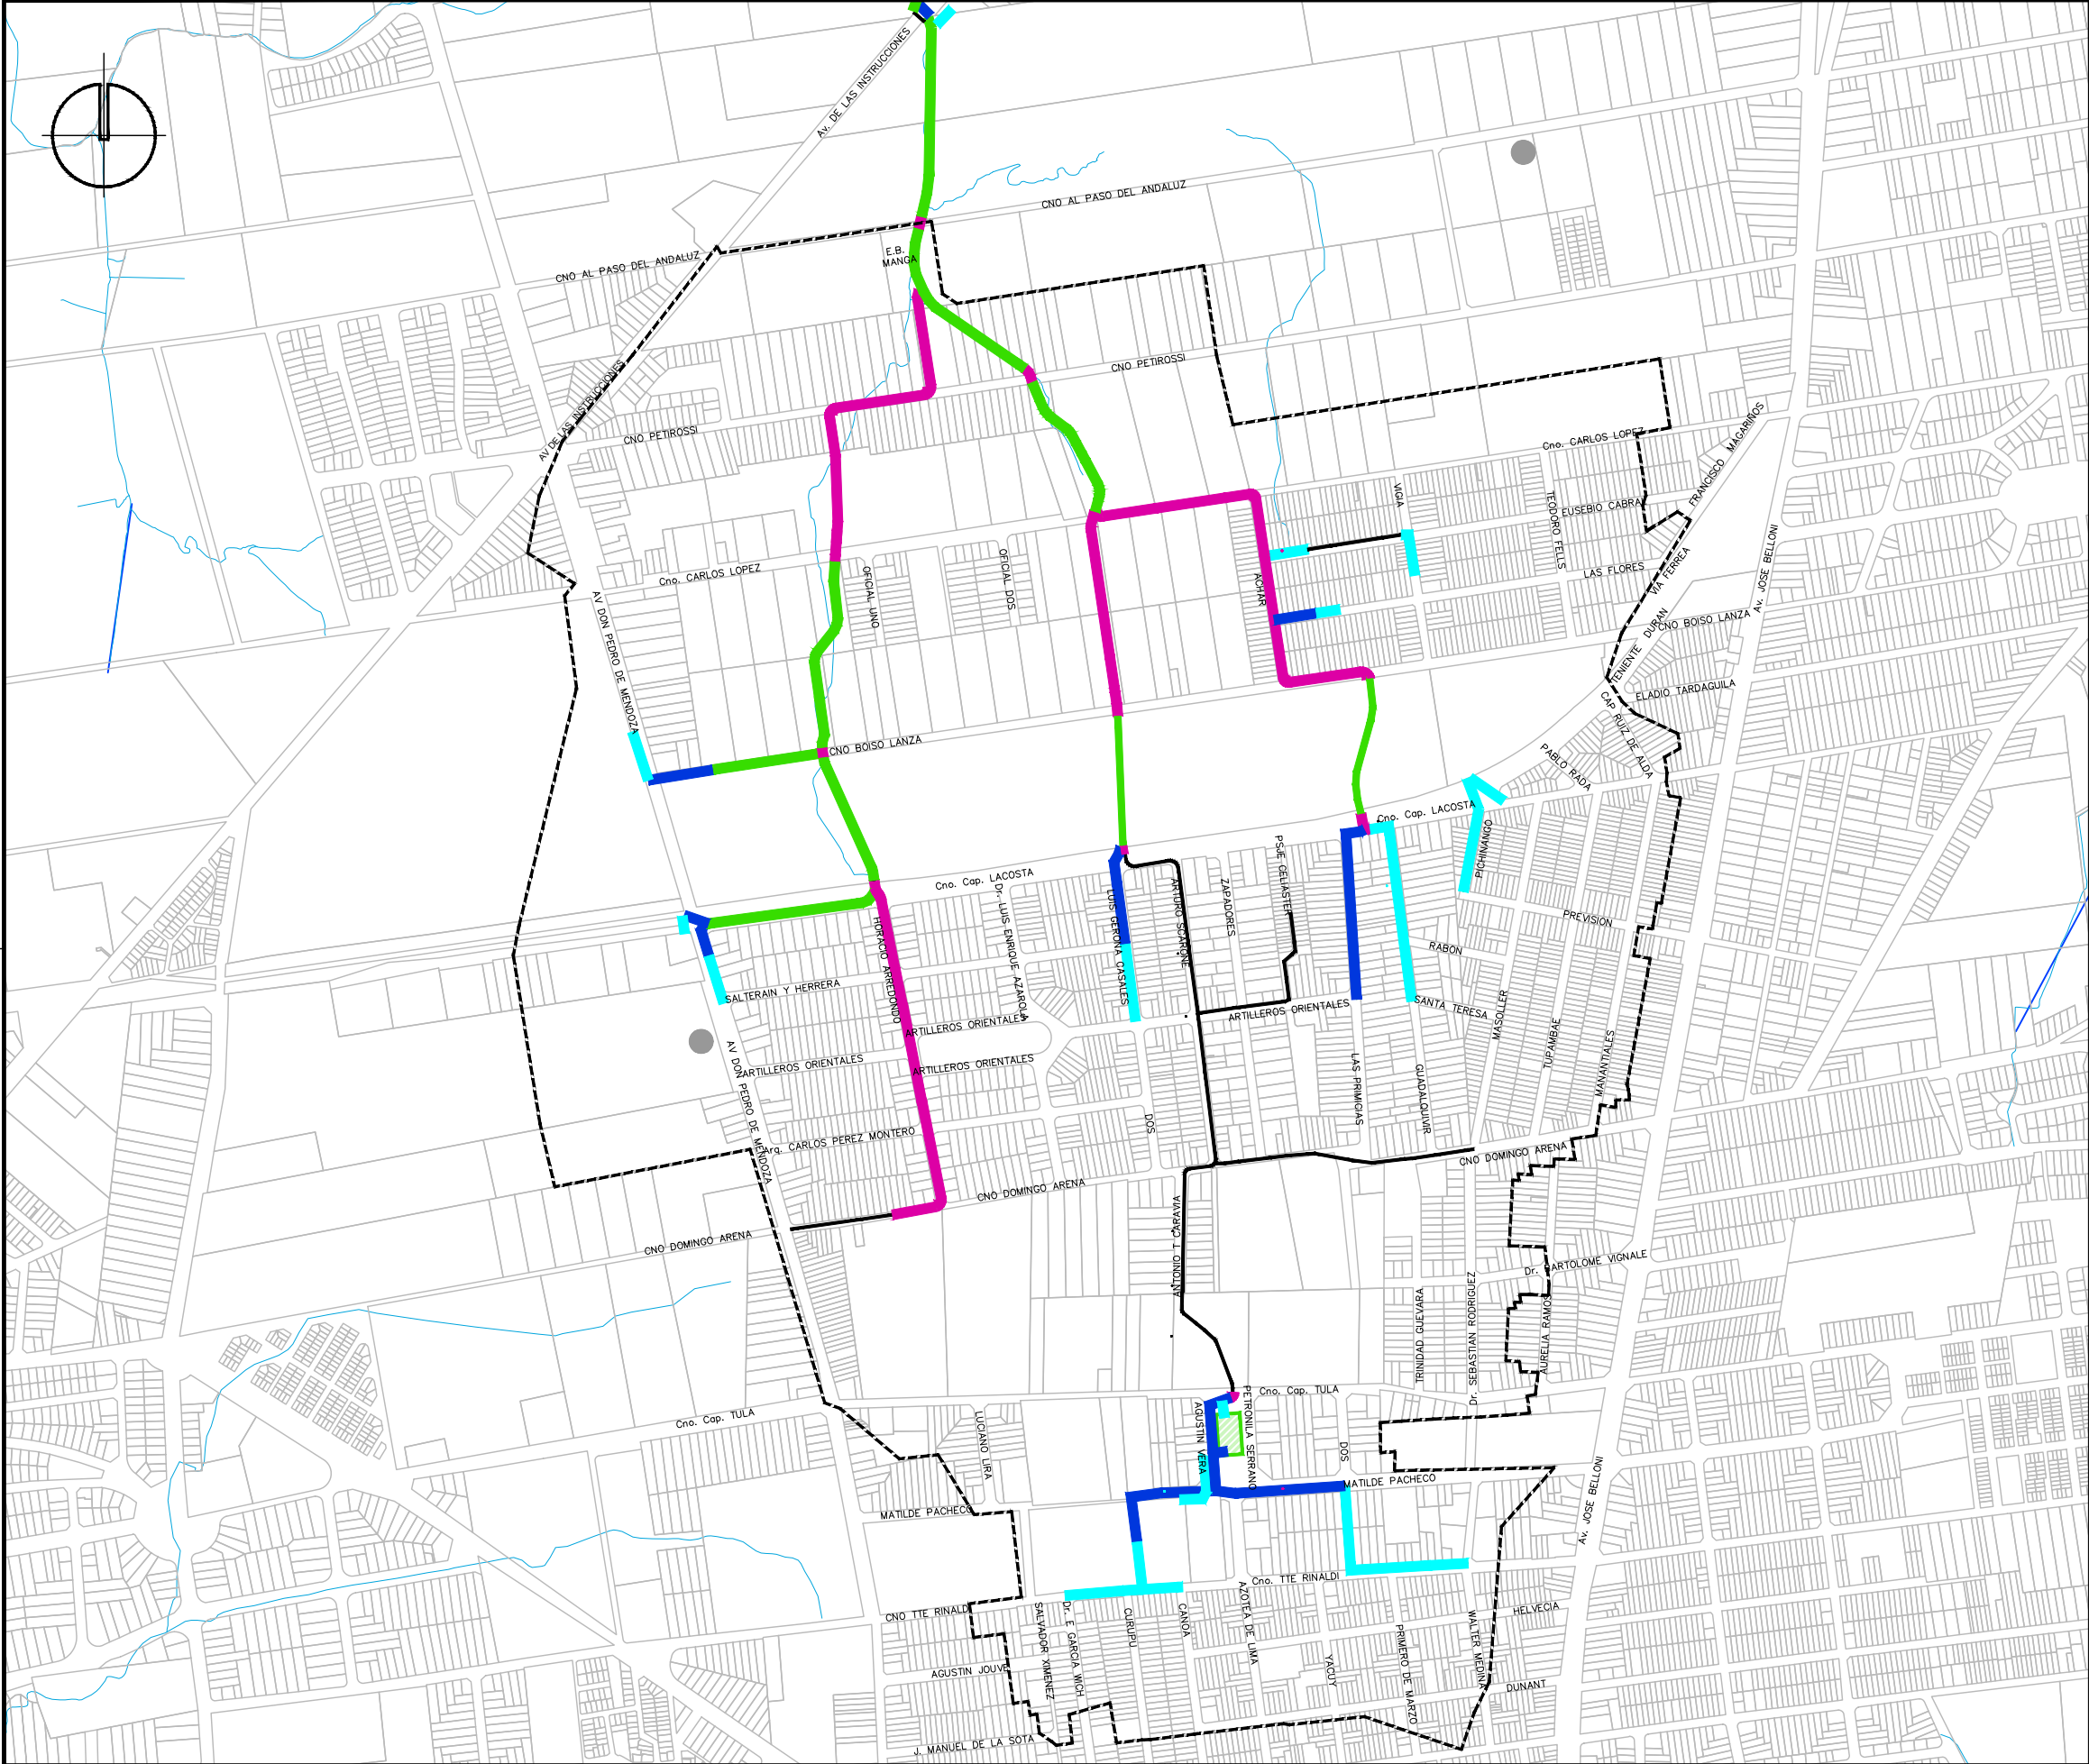 AV. DE LAS INSTRUCCIONES
CNO AL PASO DEL ANDALUZ
E.B.
MANGA
CNO AL PASO DEL ANDALUZ
CNO PETIROSSI
AV DE LAS INSTRUCCIONES
CNO PETIROSSI
Cno. CARLOS LOPEZ
FRANCISCO MAGARIÑOS
VIGIA
TEODORO FELLS
EUSEBIO CABRAL
OFICIAL DOS
OFICIAL UNO
Cno. CARLOS LOPEZ
ACHAR
LAS FLORES
VIA FERREA
Av. JOSE BELLONI
AV DON PEDRO DE MENDOZA
TENIENTE DURAN
CNO BOISO LANZA
ELADIO TARDAGUILA
CAP RUIZ DE ALDA
CNO BOISO LANZA
PABLO RADA
Cno. Cap. LACOSTA
PICHINANGO
PSJE CELIASTER
Cno. Cap. LACOSTA
Dr. LUIS ENRIQUE AZAROLA
LUIS GERONA CASALES
ARTURO SCARONE
ZAPADORES
PREVISION
HORACIO ARREDONDO
RABON
SALTERAIN Y HERRERA
ARTILLEROS ORIENTALES
ARTILLEROS ORIENTALES
SANTA TERESA
MASOLLER
TUPAMBAE
MANANTIALES
ARTILLEROS ORIENTALES
ARTILLEROS ORIENTALES
AV DON PEDRO DE MENDOZA
LAS PRIMICIAS
GUADALQUIVIR
DOS
Arq. CARLOS PEREZ MONTERO
CNO DOMINGO ARENA
CNO DOMINGO ARENA
CNO DOMINGO ARENA
ANTONIO T CARAVIA
Dr. BARTOLOME VIGNALE
TRINIDAD GUEVARA
Dr. SEBASTIAN RODRIGUEZ
AURELIA RAMOS
Cno. Cap. TULA
Cno. Cap. TULA
LUCIANO LIRA
AGUSTIN VERA
PETRONILA SERRANO
DOS
MATILDE PACHECO
MATILDE PACHECO
Av. JOSE BELLONI
Cno. TTE RINALDI
CNO TTE RINALDI
SALVADOR XIMENEZ
Dr. E GARCIA WICH
CURUPU
CANOA
AZOTEA DE LIMA
YACUY
PRIMERO DE MARZO
WALTER MEDINA
HELVECIA
AGUSTIN JOUVE
DUNANT
J. MANUEL DE LA SOTA